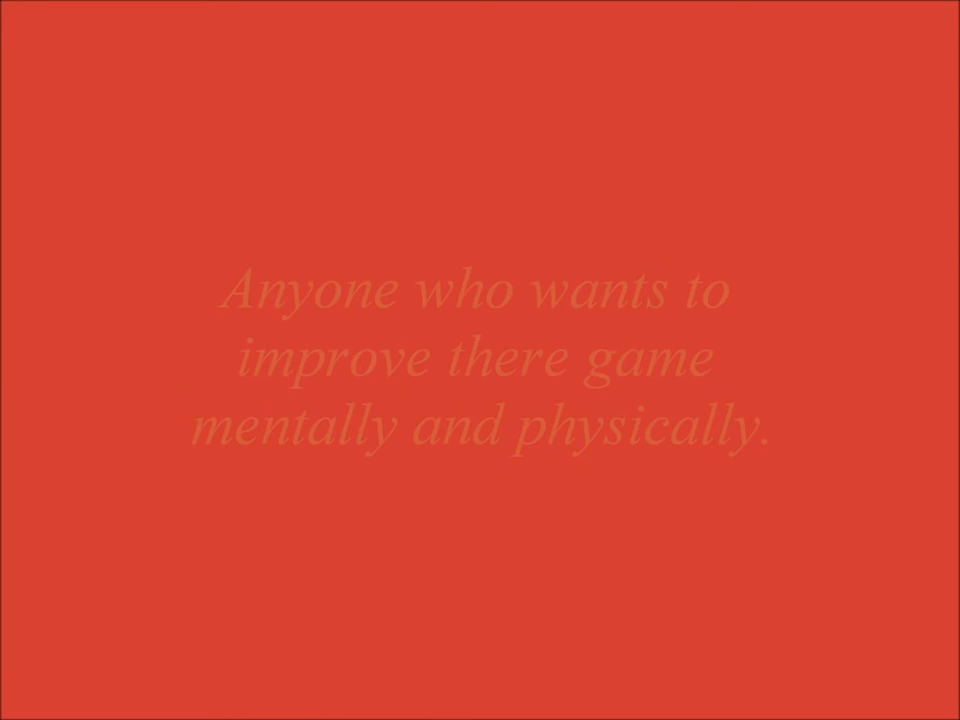 Anyone who wants to
improve there game
mentally and physically.